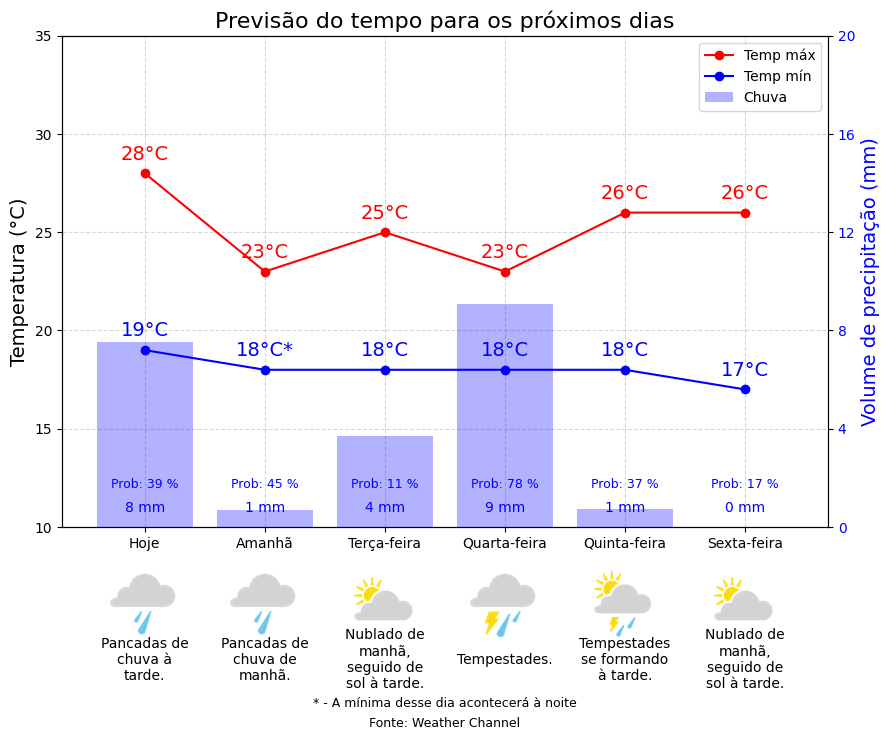 Previsão do tempo para os próximos dias
35
30
25
20
15
10
Temperatura (°C)
20
16
12
8
4
0
Volume de precipitação (mm)
Temp máx
Temp mín
Chuva
28°C
23°C
25°C
23°C
26°C
26°C
19°C
18°C*
18°C
18°C
18°C
17°C
Prob: 39 %
Prob: 45 %
Prob: 11 %
Prob: 78 %
Prob: 37 %
Prob: 17 %
8 mm
1 mm
4 mm
9 mm
1 mm
0 mm
Hoje
Amanhã
Terça-feira
Quarta-feira
Quinta-feira
Sexta-feira
Pancadas de
chuva à
tarde.
Pancadas de
chuva de
manhã.
Nublado de
manhã,
seguido de
sol à tarde.
Tempestades.
Tempestades
se formando
à tarde.
Nublado de
manhã,
seguido de
sol à tarde.
* - A mínima desse dia acontecerá à noite
Fonte: Weather Channel